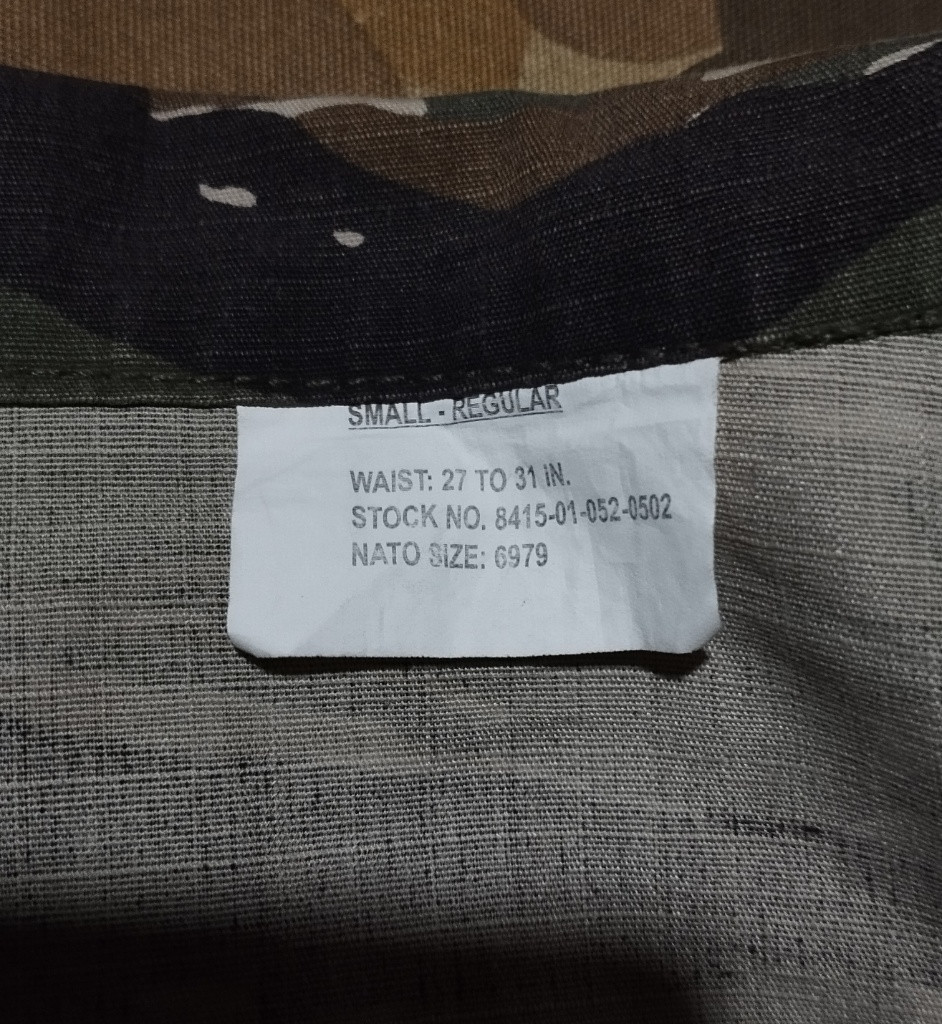 SMALL - REGULAR
WAIST: 27 TO 31 IN.
STOCK NO. 8415-01-052-0502
NATO SIZE: 6979